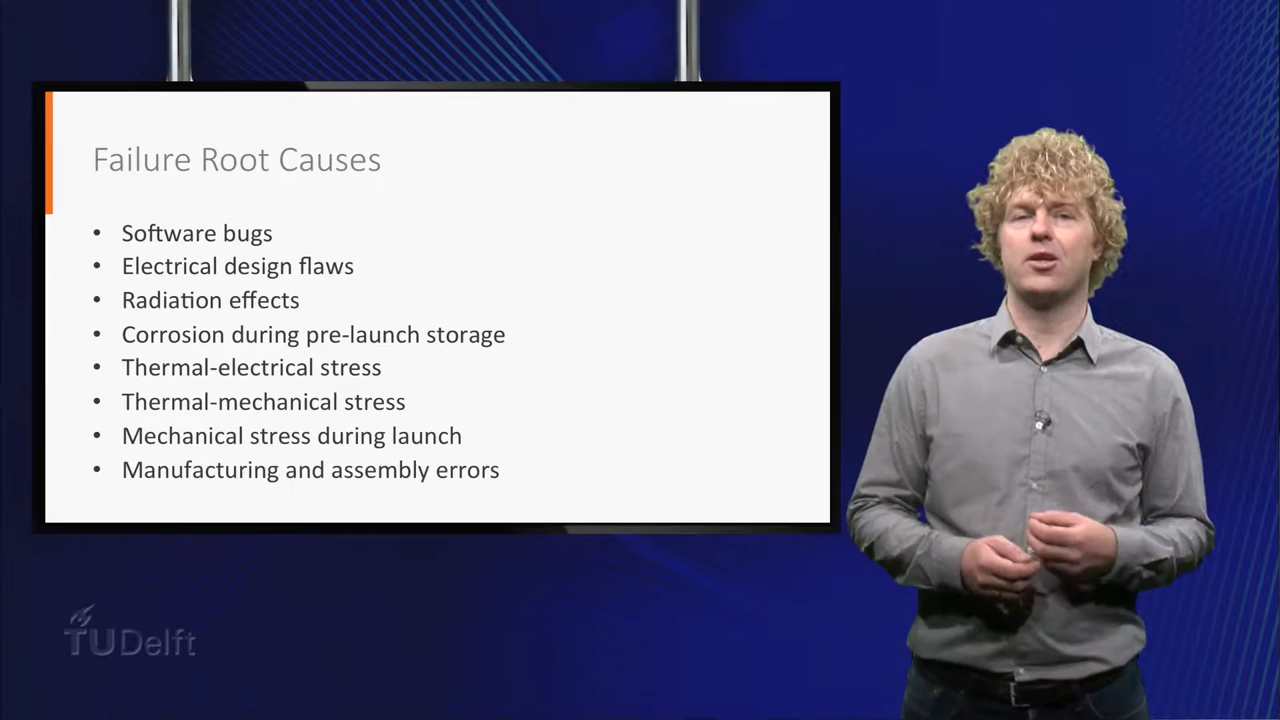 Failure Root Causes
• Software bugs
• Electrical design flaws
• Radiation effects
• Corrosion during pre-launch storage
• Thermal-electrical stress
• Thermal-mechanical stress
• Mechanical stress during launch
• Manufacturing and assembly errors
TUDelft